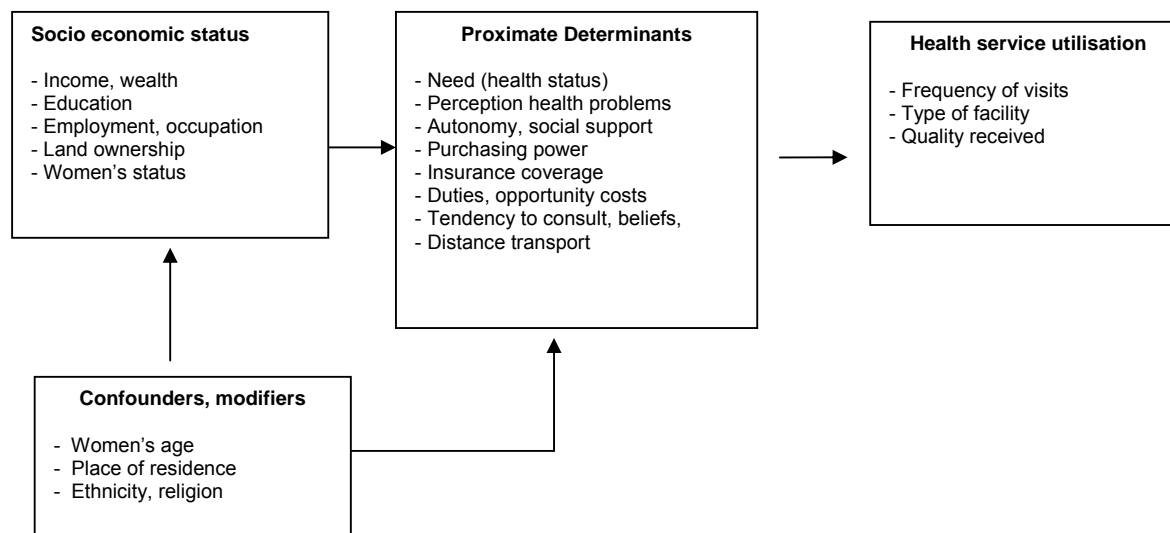 Socio economic status
- Income, wealth
- Education
- Employment, occupation
- Land ownership
- Women's status
Proximate Determinants
- Need (health status)
- Perception health problems
- Autonomy, social support
- Purchasing power
- Insurance coverage
- Duties, opportunity costs
- Tendency to consult, beliefs,
- Distance transport
Health service utilisation
- Frequency of visits
- Type of facility
- Quality received
Confounders, modifiers
- Women's age
- Place of residence
- Ethnicity, religion